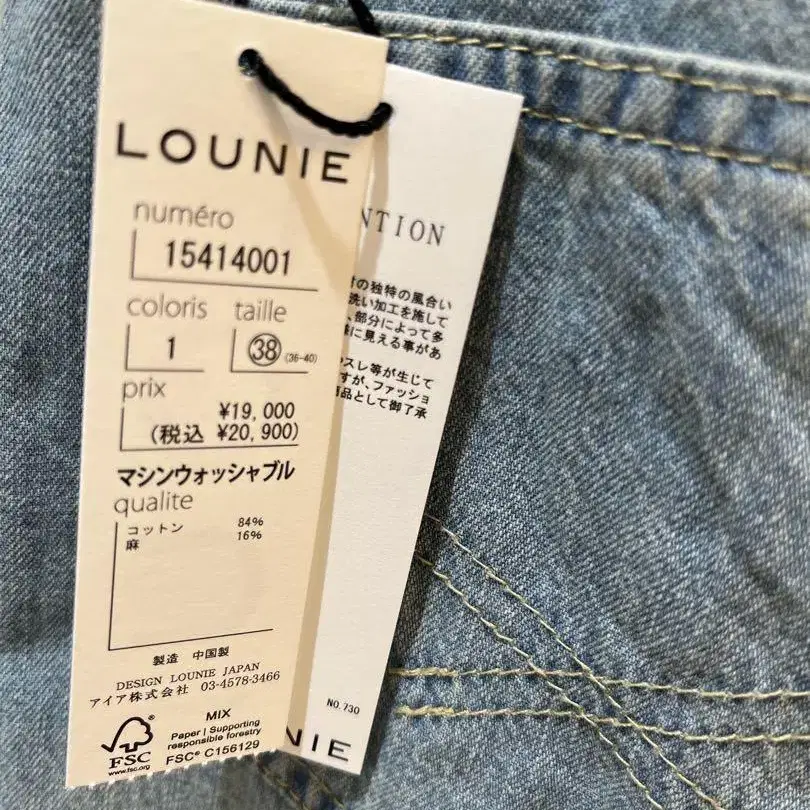 LOUNIE
numéro
15414001
coloris taille
1 38 (36-40)
prix
¥19,000
(税込 ¥20,900)
マシンウォッシャブル
qualite
コットン 84%
麻 16%
製造 中国製
DESIGN LOUNIE JAPAN
アイア株式会社 03-4578-3466
FSC®
www.fsc.org
MIX
Paper | Supporting
responsible forestry
FSC® C156129
NTION
の独特の風合い
洗い加工を施して
、部分によって多
に見える事があ
スレ等が生じて
すが、ファッショ
品として御了承
NO.730
NIE